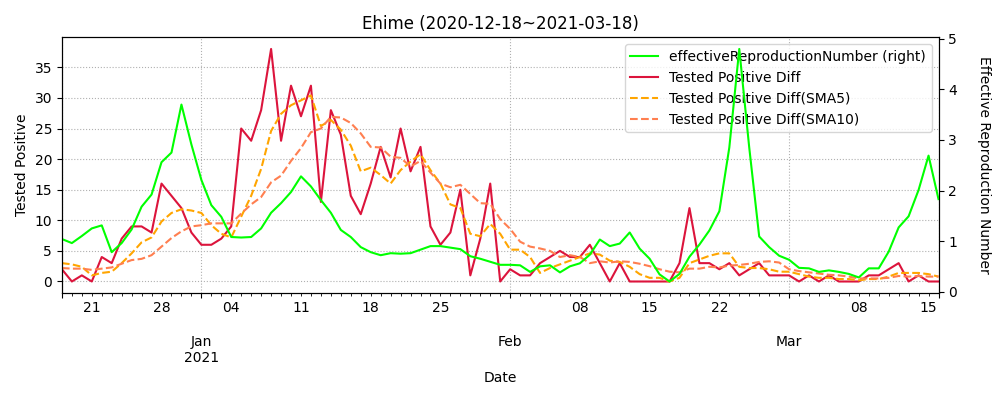 Ehime (2020-12-18~2021-03-18)
effectiveReproductionNumber (right)
Tested Positive Diff
Tested Positive Diff(SMA5)
Tested Positive Diff(SMA10)
Tested Positive
35
30
25
20
15
10
5
0
5
4
3
2
1
0
Effective Reproduction Number
21 28 04 11 18 25 08 15 22 08 15
Jan Feb Mar
2021
Date